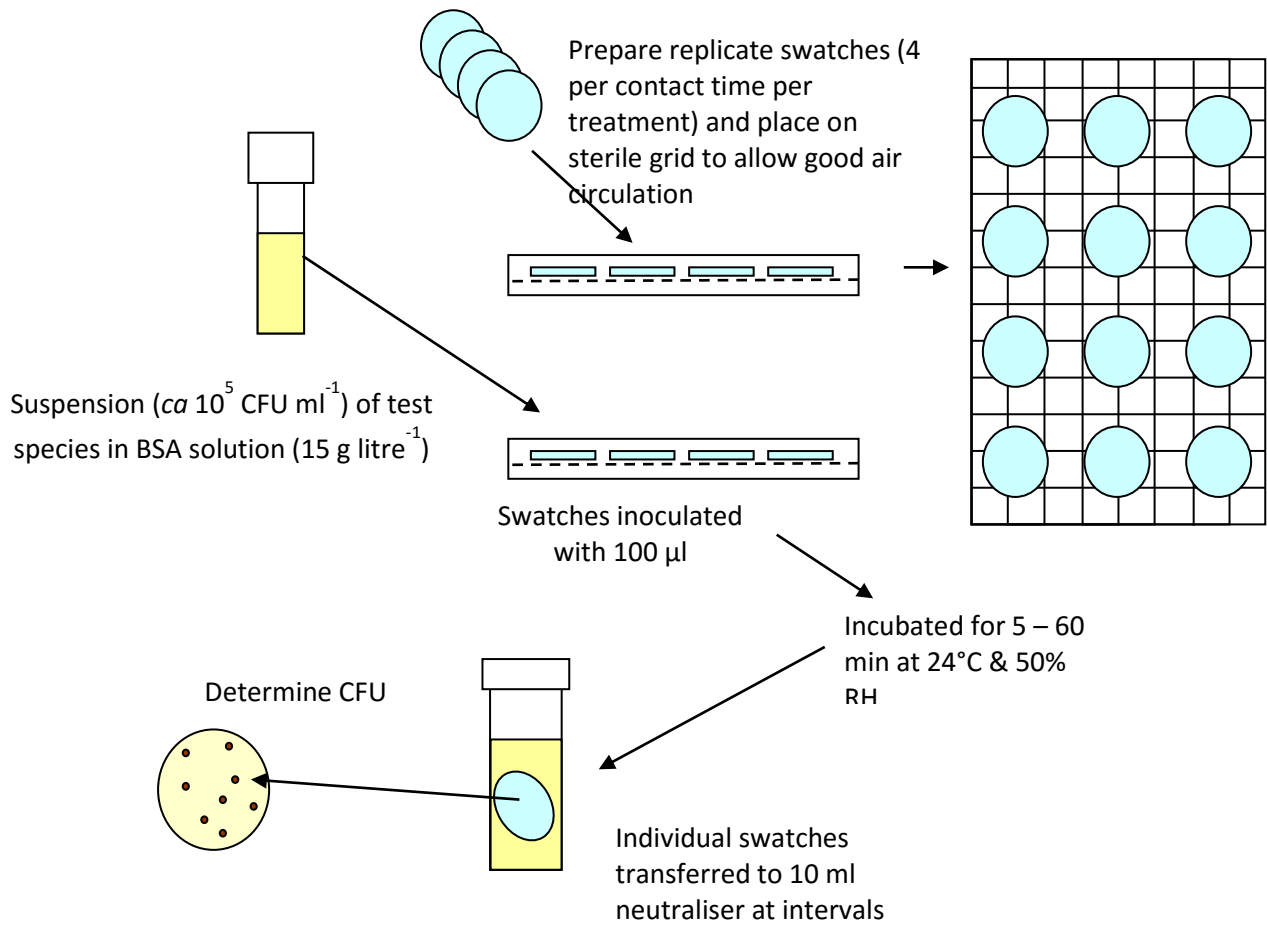 Prepare replicate swatches (4
per contact time per
treatment) and place on
sterile grid to allow good air
circulation
Suspension (ca 10⁵ CFU ml⁻¹) of test
species in BSA solution (15 g litre⁻¹)
Swatches inoculated
with 100 µl
Incubated for 5 – 60
min at 24°C & 50%
RH
Determine CFU
Individual swatches
transferred to 10 ml
neutraliser at intervals